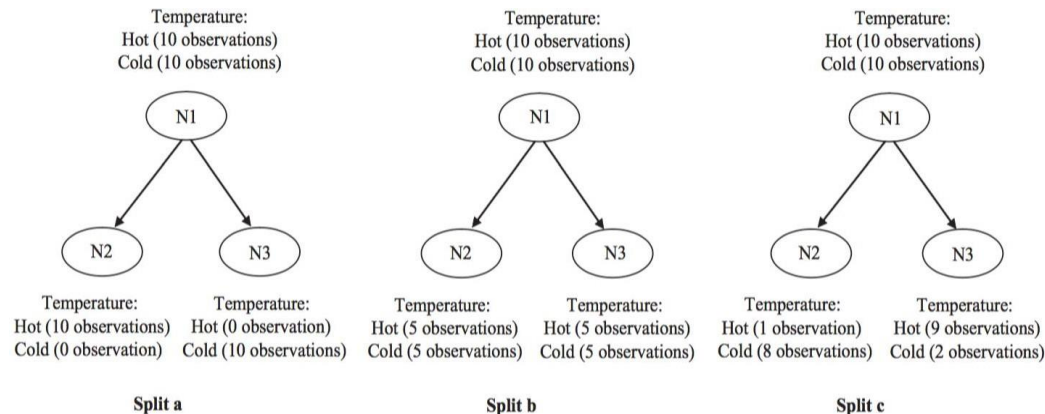 Temperature:
Hot (10 observations)
Cold (10 observations)
N1
N2
N3
Temperature:
Hot (10 observations)
Cold (0 observation)
Temperature:
Hot (0 observation)
Cold (10 observations)
Split a
Temperature:
Hot (10 observations)
Cold (10 observations)
N1
N2
N3
Temperature:
Hot (5 observations)
Cold (5 observations)
Temperature:
Hot (5 observations)
Cold (5 observations)
Split b
Temperature:
Hot (10 observations)
Cold (10 observations)
N1
N2
N3
Temperature:
Hot (1 observation)
Cold (8 observations)
Temperature:
Hot (9 observations)
Cold (2 observations)
Split c